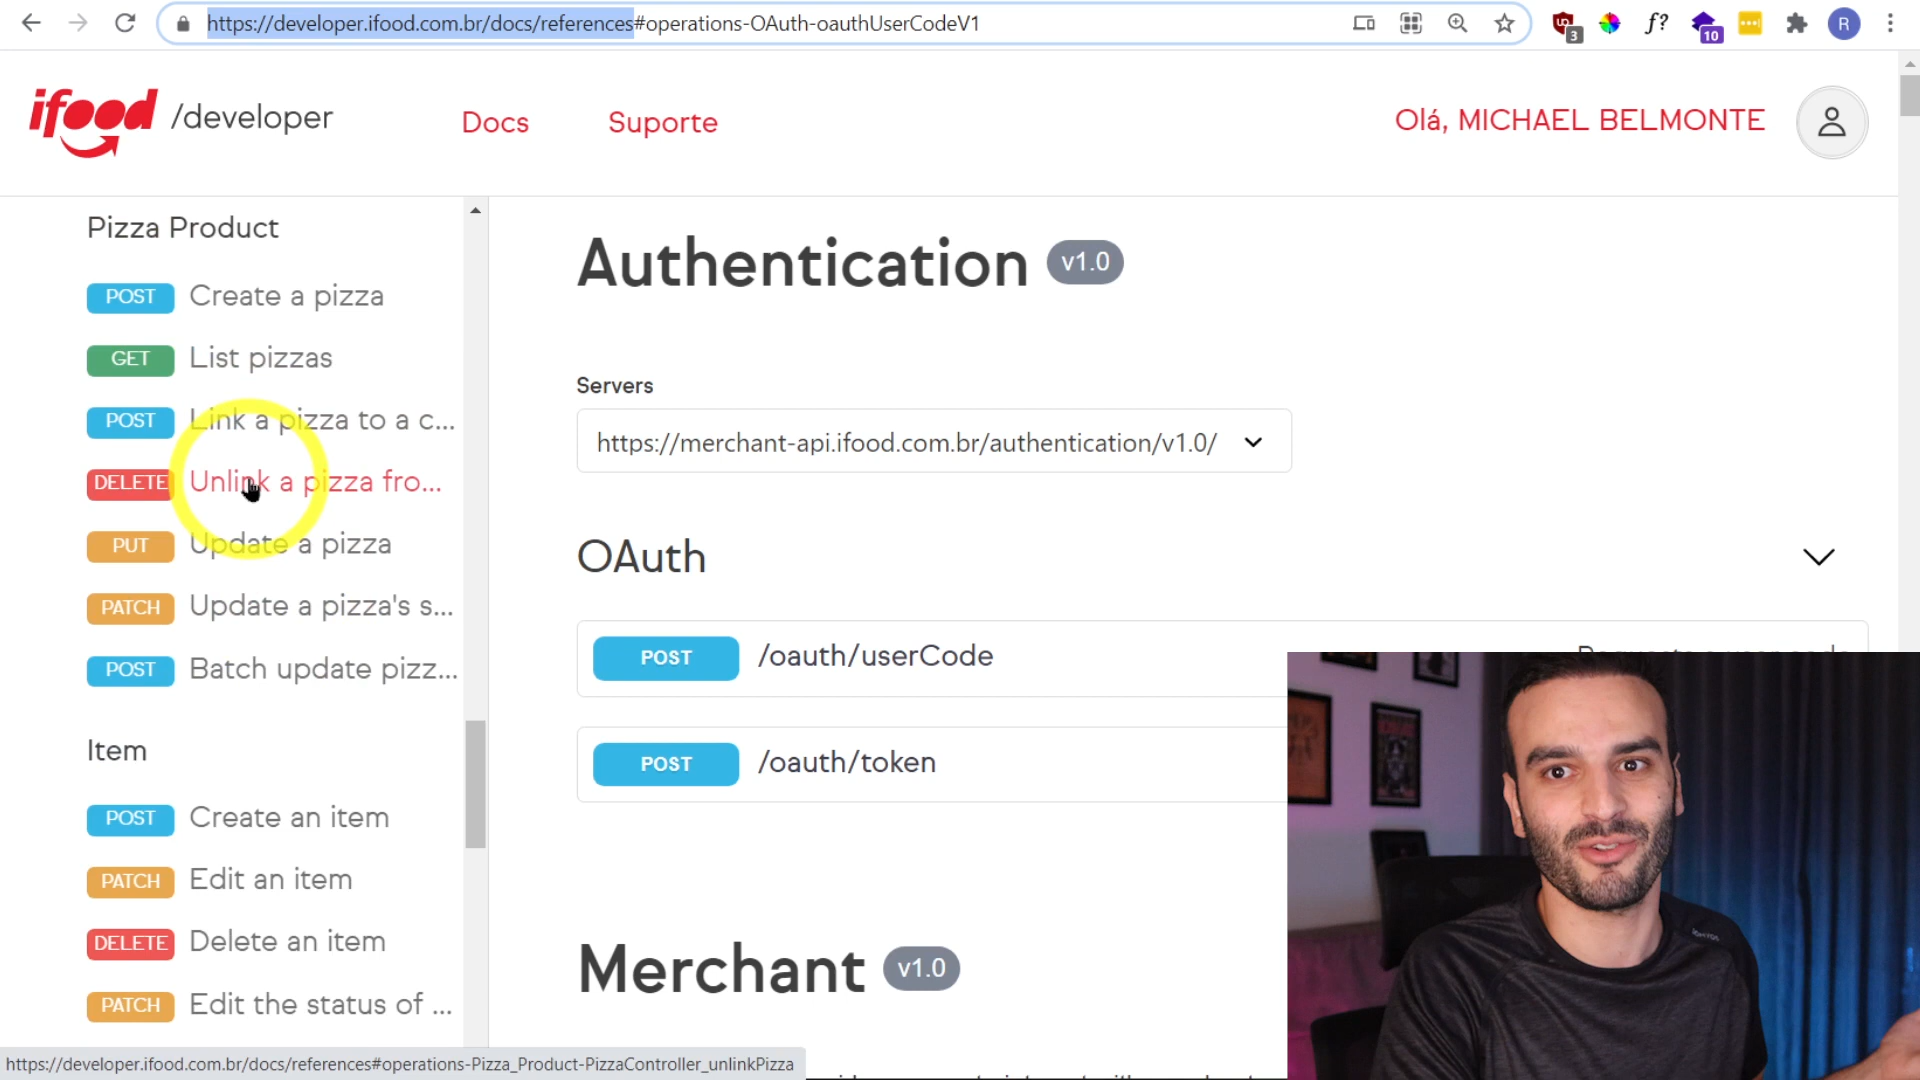 https://developer.ifood.com.br/docs/references#operations-OAuth-oauthUserCodeV1
3
f?
10
R
ifood /developer
Docs
Suporte
Olá, MICHAEL BELMONTE
Pizza Product
POST Create a pizza
GET List pizzas
POST Link a pizza to a c...
DELETE Unlink a pizza fro...
PUT Update a pizza
PATCH Update a pizza's s...
POST Batch update pizz...
Item
POST Create an item
PATCH Edit an item
DELETE Delete an item
PATCH Edit the status of ...
Authentication v1.0
Servers
https://merchant-api.ifood.com.br/authentication/v1.0/
OAuth
POST /oauth/userCode
POST /oauth/token
Merchant v1.0
https://developer.ifood.com.br/docs/references#operations-Pizza_Product-PizzaController_unlinkPizza